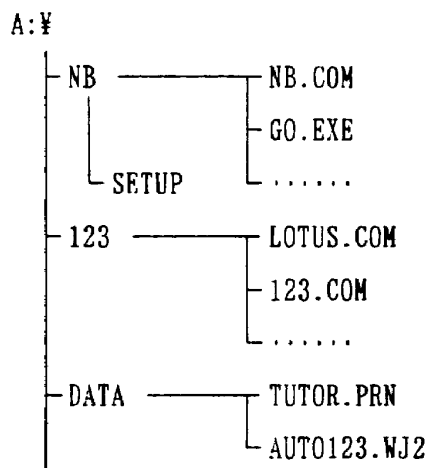 A:¥
NB NB.COM
GO.EXE
SETUP ······
123 LOTUS.COM
123.COM
······
DATA TUTOR.PRN
AUTO123.WJ2